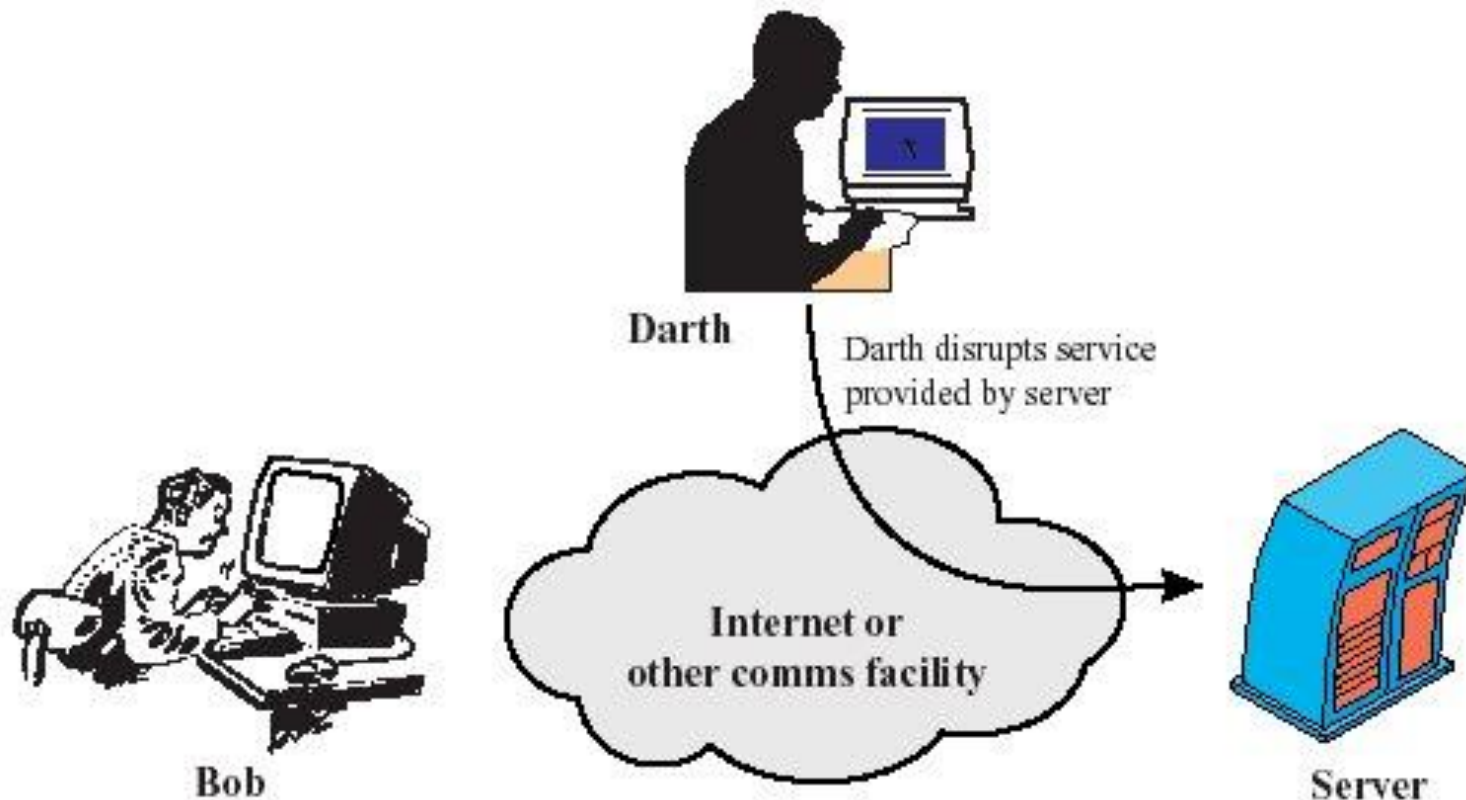 Darth
Darth disrupts service
provided by server
Internet or
other comms facility
Bob
Server